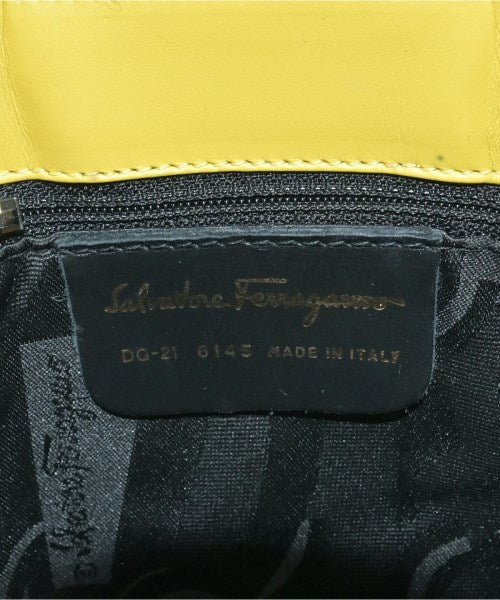 Salvatore Ferragamo
DQ-21 6145 MADE IN ITALY